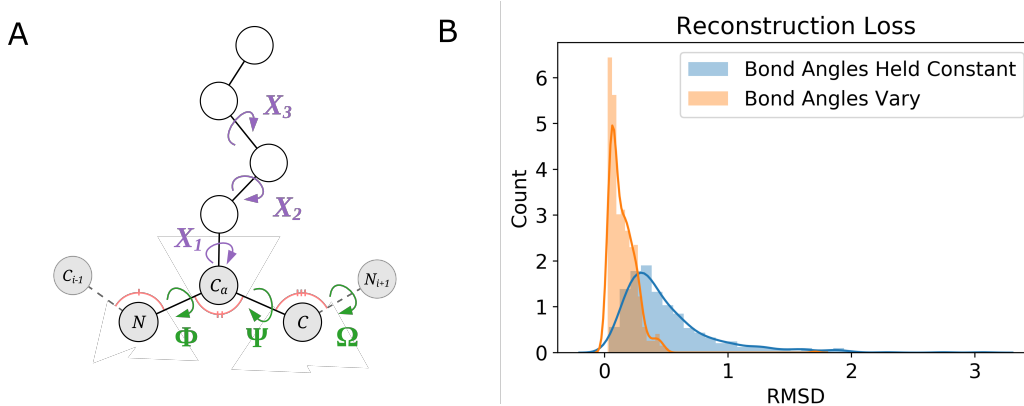 A
X₃
X₂
X₁
Cᵢ₋₁
Cα
Nᵢ₊₁
N
C
Φ
Ψ
Ω
B
Reconstruction Loss
Bond Angles Held Constant
Bond Angles Vary
Count
6
5
4
3
2
1
0
0
1
2
3
RMSD